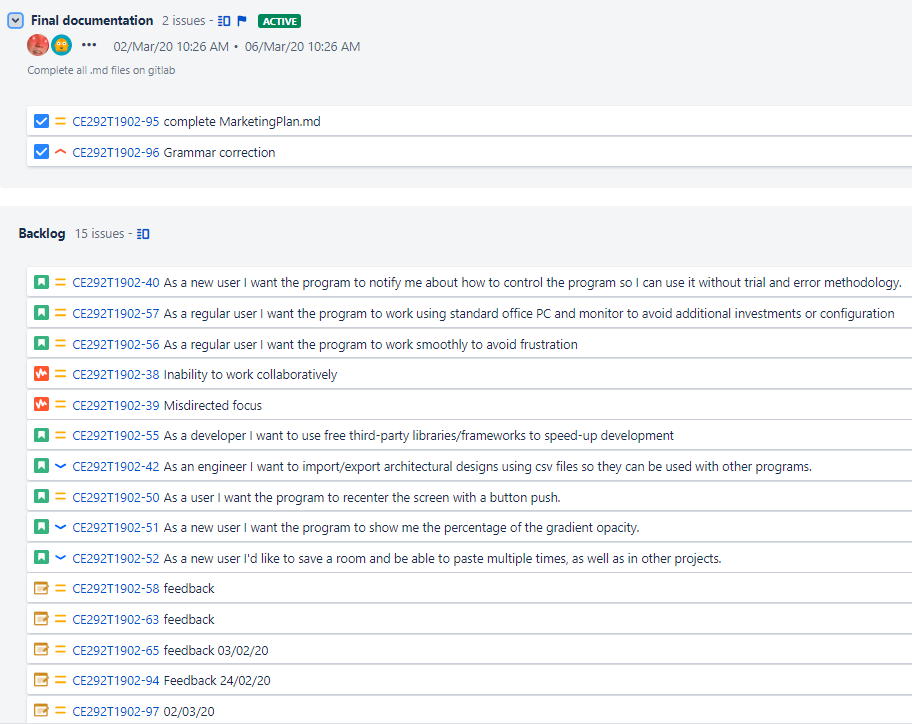 Final documentation 2 issues - ACTIVE
••• 02/Mar/20 10:26 AM • 06/Mar/20 10:26 AM
Complete all .md files on gitlab
CE292T1902-95 complete MarketingPlan.md
CE292T1902-96 Grammar correction
Backlog 15 issues -
CE292T1902-40 As a new user I want the program to notify me about how to control the program so I can use it without trial and error methodology.
CE292T1902-57 As a regular user I want the program to work using standard office PC and monitor to avoid additional investments or configuration
CE292T1902-56 As a regular user I want the program to work smoothly to avoid frustration
CE292T1902-38 Inability to work collaboratively
CE292T1902-39 Misdirected focus
CE292T1902-55 As a developer I want to use free third-party libraries/frameworks to speed-up development
CE292T1902-42 As an engineer I want to import/export architectural designs using csv files so they can be used with other programs.
CE292T1902-50 As a user I want the program to recenter the screen with a button push.
CE292T1902-51 As a new user I want the program to show me the percentage of the gradient opacity.
CE292T1902-52 As a new user I'd like to save a room and be able to paste multiple times, as well as in other projects.
CE292T1902-58 feedback
CE292T1902-63 feedback
CE292T1902-65 feedback 03/02/20
CE292T1902-94 Feedback 24/02/20
CE292T1902-97 02/03/20